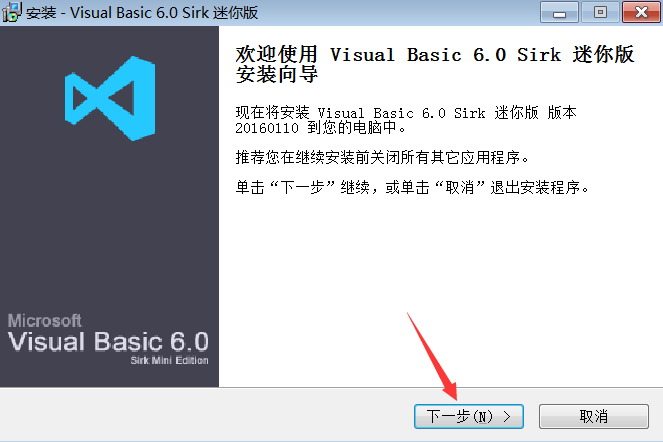 安装 - Visual Basic 6.0 Sirk 迷你版
欢迎使用 Visual Basic 6.0 Sirk 迷你版
安装向导
现在将安装 Visual Basic 6.0 Sirk 迷你版 版本
20160110 到您的电脑中。
推荐您在继续安装前关闭所有其它应用程序。
单击“下一步”继续，或单击“取消”退出安装程序。
Microsoft
Visual Basic 6.0
Sirk Mini Edition
下一步(N) >
取消